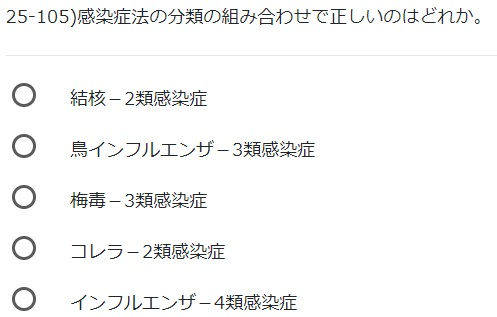 25-105)感染症法の分類の組み合わせで正しいのはどれか。
結核－2類感染症
鳥インフルエンザ－3類感染症
梅毒－3類感染症
コレラ－2類感染症
インフルエンザ－4類感染症